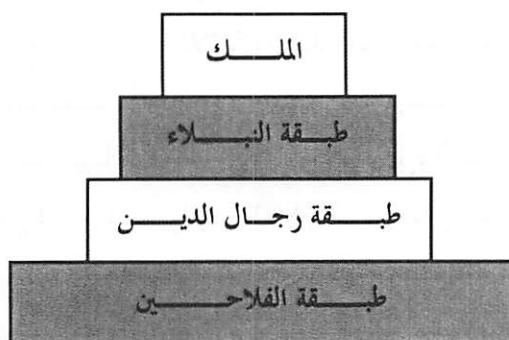 الملك
طبقة النبلاء
طبقة رجال الدين
طبقة الفلاحين